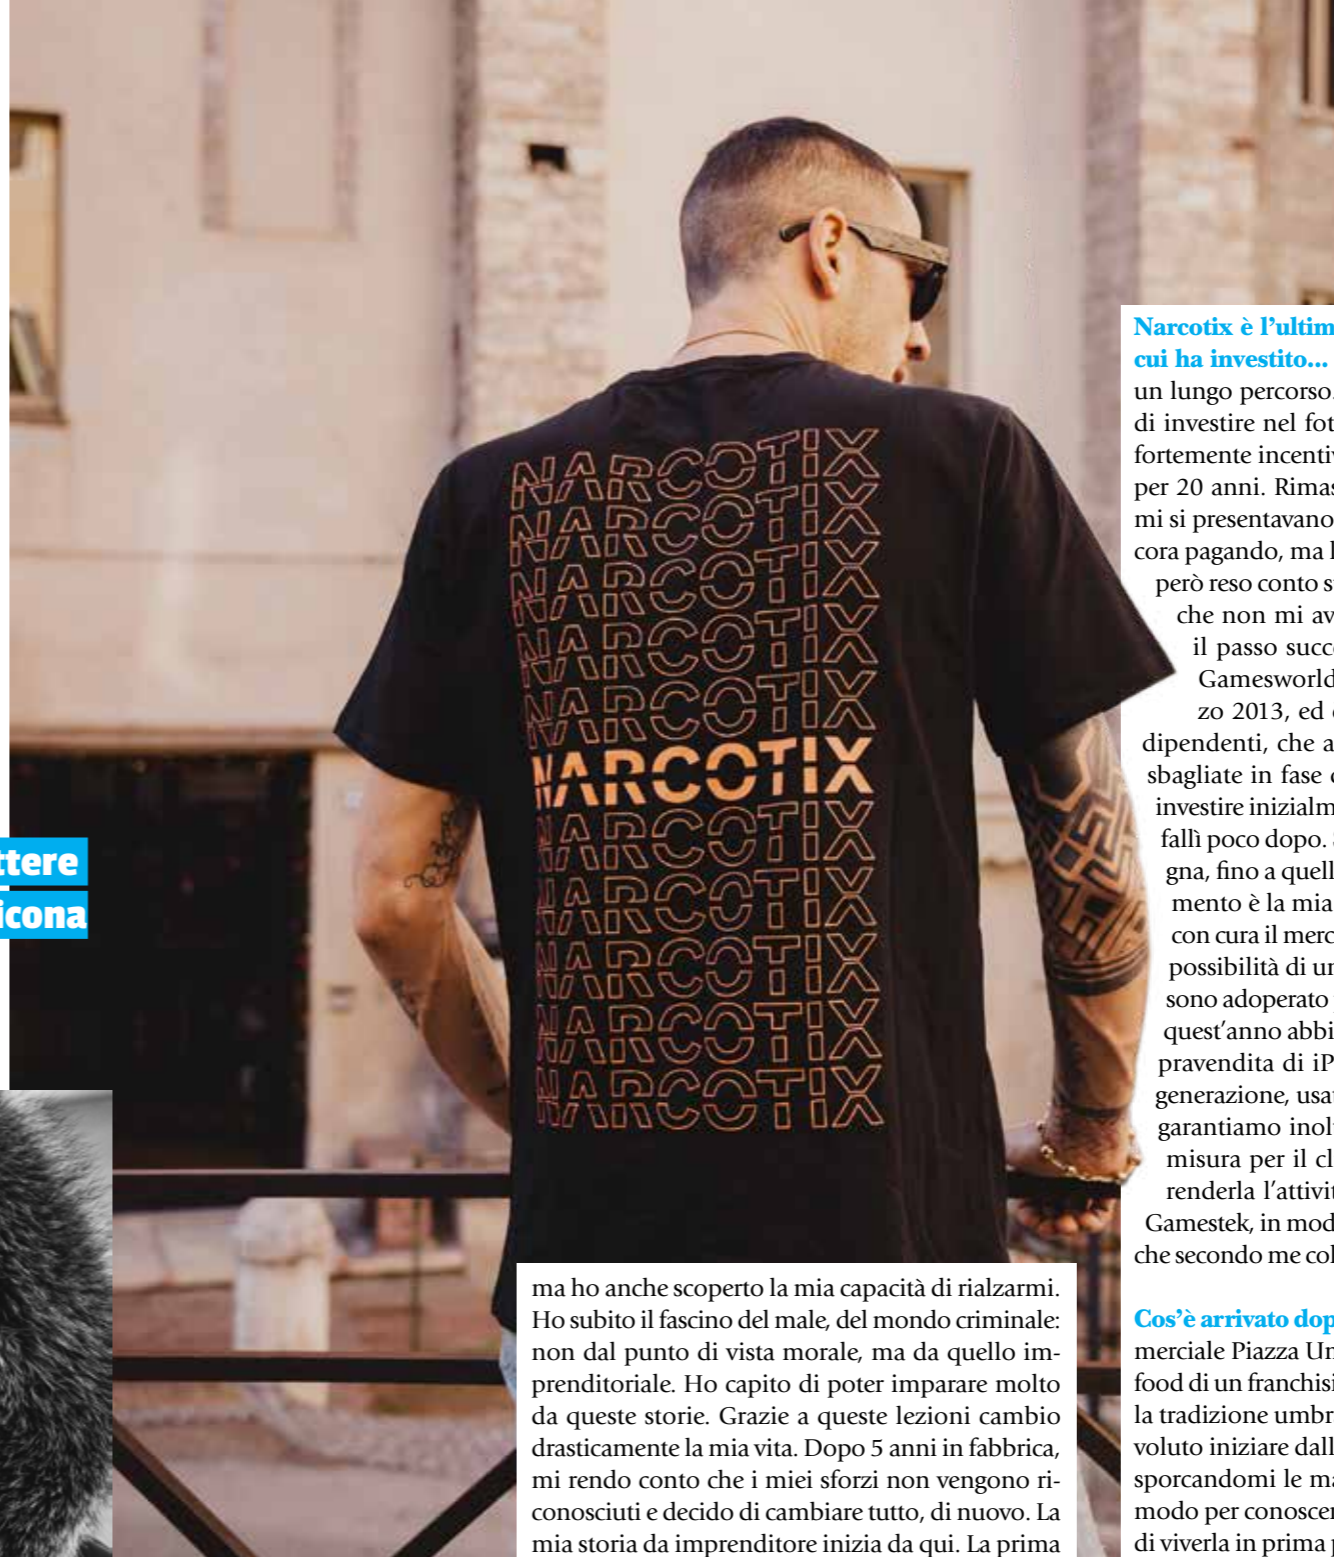 NARCOTIX
NARCOTIX
NARCOTIX
NARCOTIX
NARCOTIX
NARCOTIX
NARCOTIX
NARCOTIX
NARCOTIX
NARCOTIX
NARCOTIX
ttere
icona
ma ho anche scoperto la mia capacità di rialzarmi.
Ho subito il fascino del male, del mondo criminale:
non dal punto di vista morale, ma da quello im-
prenditoriale. Ho capito di poter imparare molto
da queste storie. Grazie a queste lezioni cambio
drasticamente la mia vita. Dopo 5 anni in fabbrica,
mi rendo conto che i miei sforzi non vengono ri-
conosciuti e decido di cambiare tutto, di nuovo. La
mia storia da imprenditore inizia da qui. La prima
Narcotix è l'ultim
cui ha investito...
un lungo percorso.
di investire nel fot
fortemente incentiv
per 20 anni. Rimas
mi si presentavano
cora pagando, ma
però reso conto s
che non mi av
il passo succ
Gamesworld
zo 2013, ed
dipendenti, che a
sbagliate in fase
investire inizialm
fallì poco dopo.
gna, fino a quell
mento è la mia
con cura il merc
possibilità di un
sono adoperato
quest'anno abbi
pravendita di iP
generazione, usa
garantiamo inol
misura per il cl
renderla l'attivit
Gamestek, in mod
che secondo me col
Cos'è arrivato dop
merciale Piazza Um
food di un franchisi
la tradizione umbr
voluto iniziare dall
sporcandomi le ma
modo per conoscer
di viverla in prima p